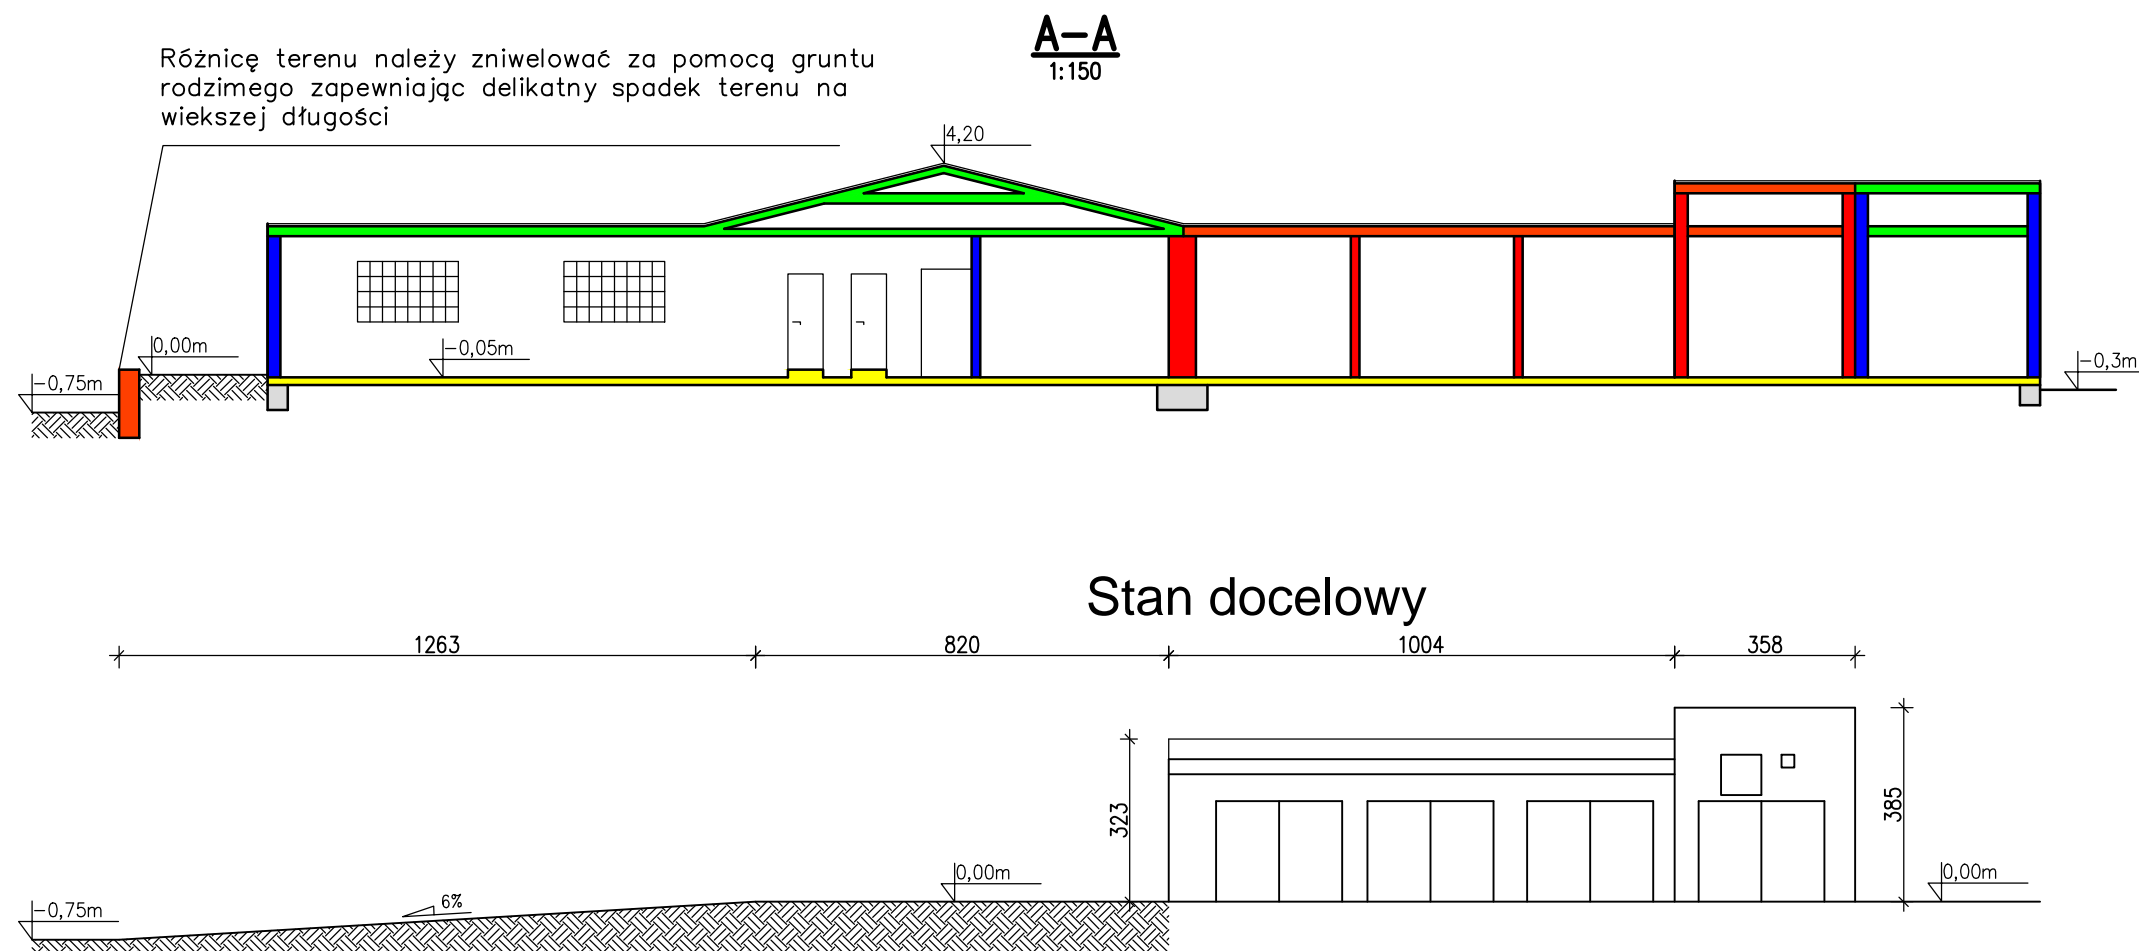 A-A
1:150
Różnicę terenu należy zniwelować za pomocą gruntu
rodzimego zapewniając delikatny spadek terenu na
wiekszej długości
4,20
0,00m
-0,05m
-0,75m
-0,3m
Stan docelowy
1263
820
1004
358
323
385
0,00m
0,00m
6%
-0,75m